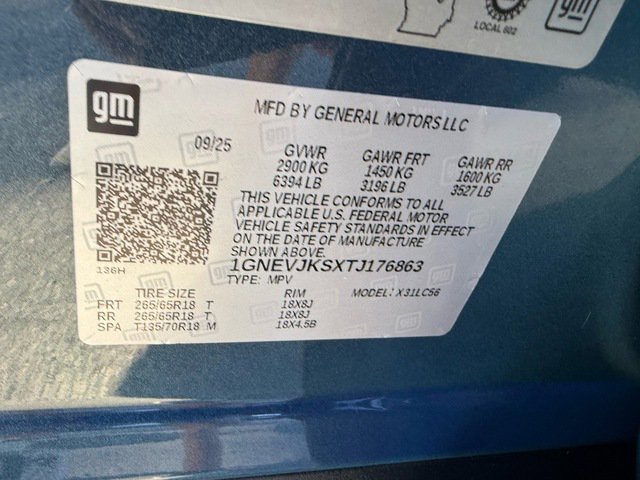 LOCAL 602
gm
gm
MFD BY GENERAL MOTORS LLC
09/25
GVWR GAWR FRT GAWR RR
2900 KG 1450 KG 1600 KG
6394 LB 3196 LB 3527 LB
THIS VEHICLE CONFORMS TO ALL
APPLICABLE U.S. FEDERAL MOTOR
VEHICLE SAFETY STANDARDS IN EFFECT
ON THE DATE OF MANUFACTURE
SHOWN ABOVE.
1GNEVJKSXTJ176863
136H
TYPE: MPV MODEL: X31LC56
TIRE SIZE RIM
FRT 265/65R18 T 18X8J
RR 265/65R18 T 18X8J
SPA T135/70R18 M 18X4.5B